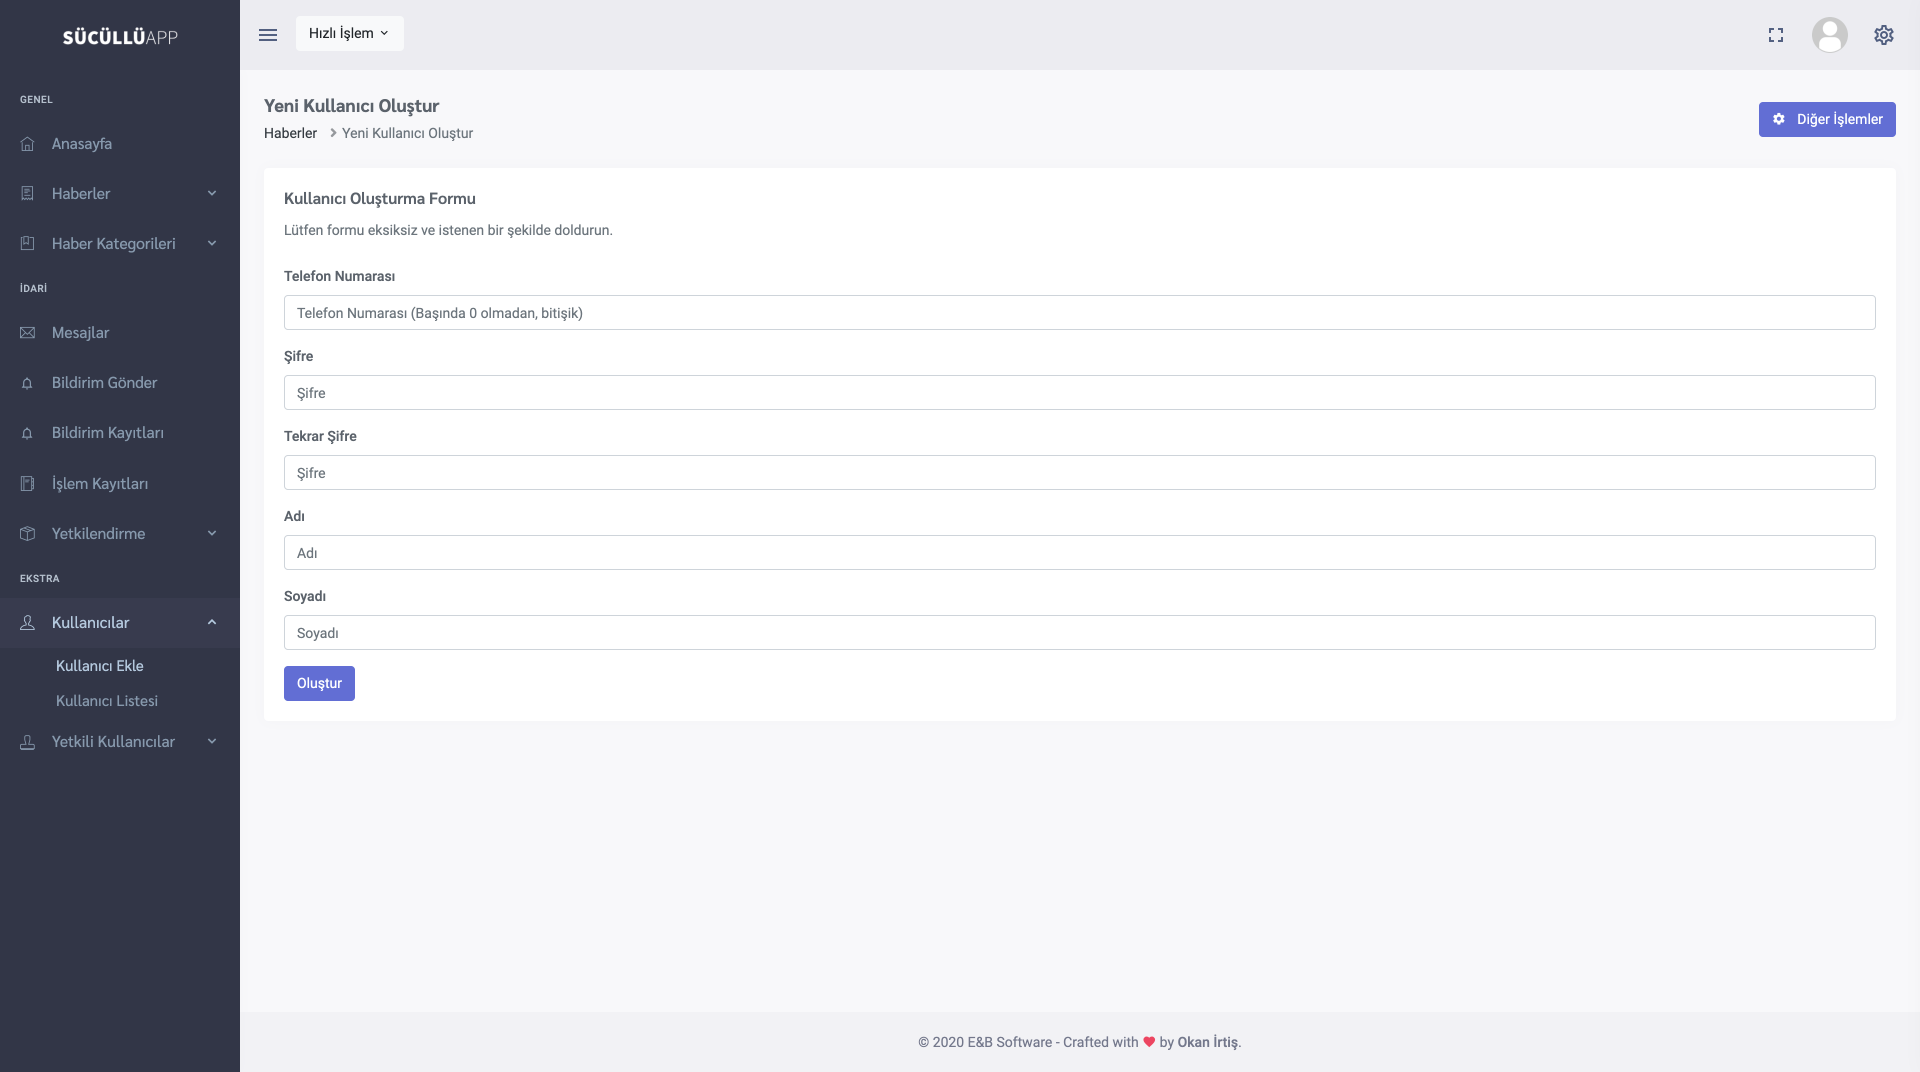 SÜCÜLLÜAPP
GENEL
Anasayfa
Haberler
Haber Kategorileri
İDARİ
Mesajlar
Bildirim Gönder
Bildirim Kayıtları
İşlem Kayıtları
Yetkilendirme
EKSTRA
Kullanıcılar
Kullanıcı Ekle
Kullanıcı Listesi
Yetkili Kullanıcılar
Hızlı İşlem
Yeni Kullanıcı Oluştur
Haberler > Yeni Kullanıcı Oluştur
Diğer İşlemler
Kullanıcı Oluşturma Formu
Lütfen formu eksiksiz ve istenen bir şekilde doldurun.
Telefon Numarası
Telefon Numarası (Başında 0 olmadan, bitişik)
Şifre
Şifre
Tekrar Şifre
Şifre
Adı
Adı
Soyadı
Soyadı
Oluştur
© 2020 E&B Software - Crafted with ❤ by Okan İrtiş.